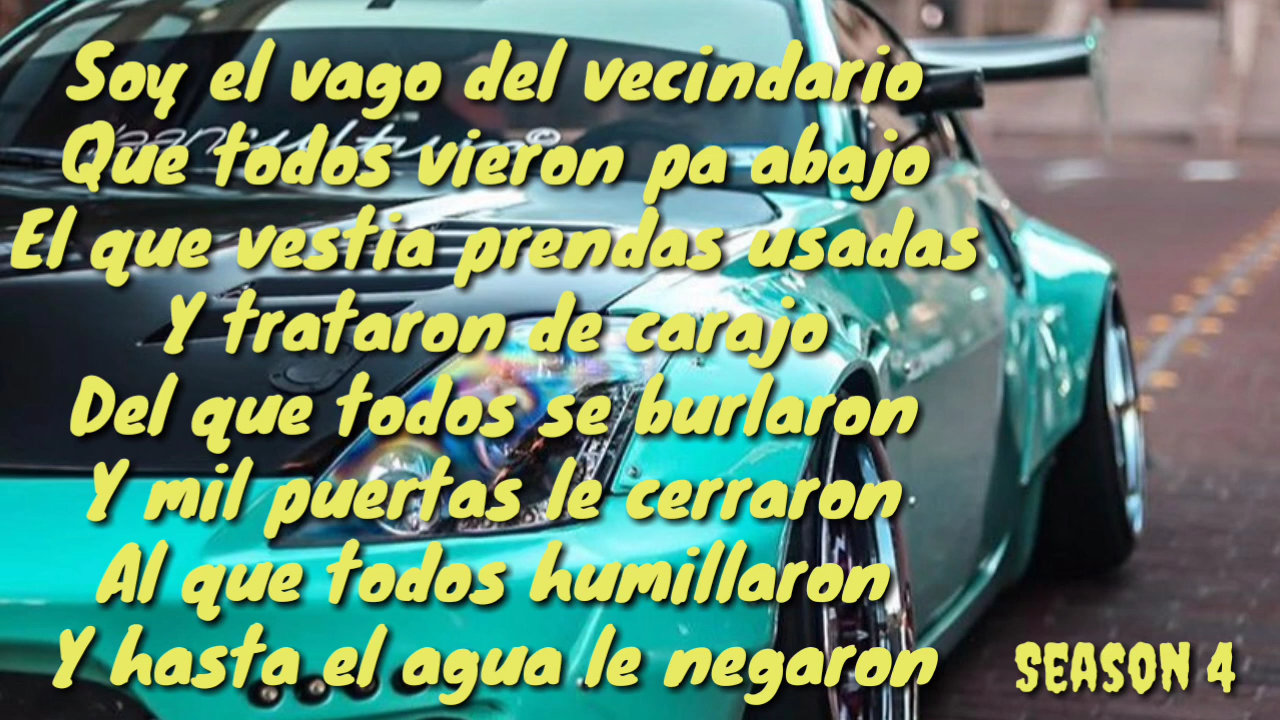 Soy el vago del vecindario
Que todos vieron pa abajo
El que vestia prendas usadas
Y trataron de carajo
Del que todos se burlaron
Y mil puertas le cerraron
Al que todos humillaron
Y hasta el agua le negaron
SEASON 4